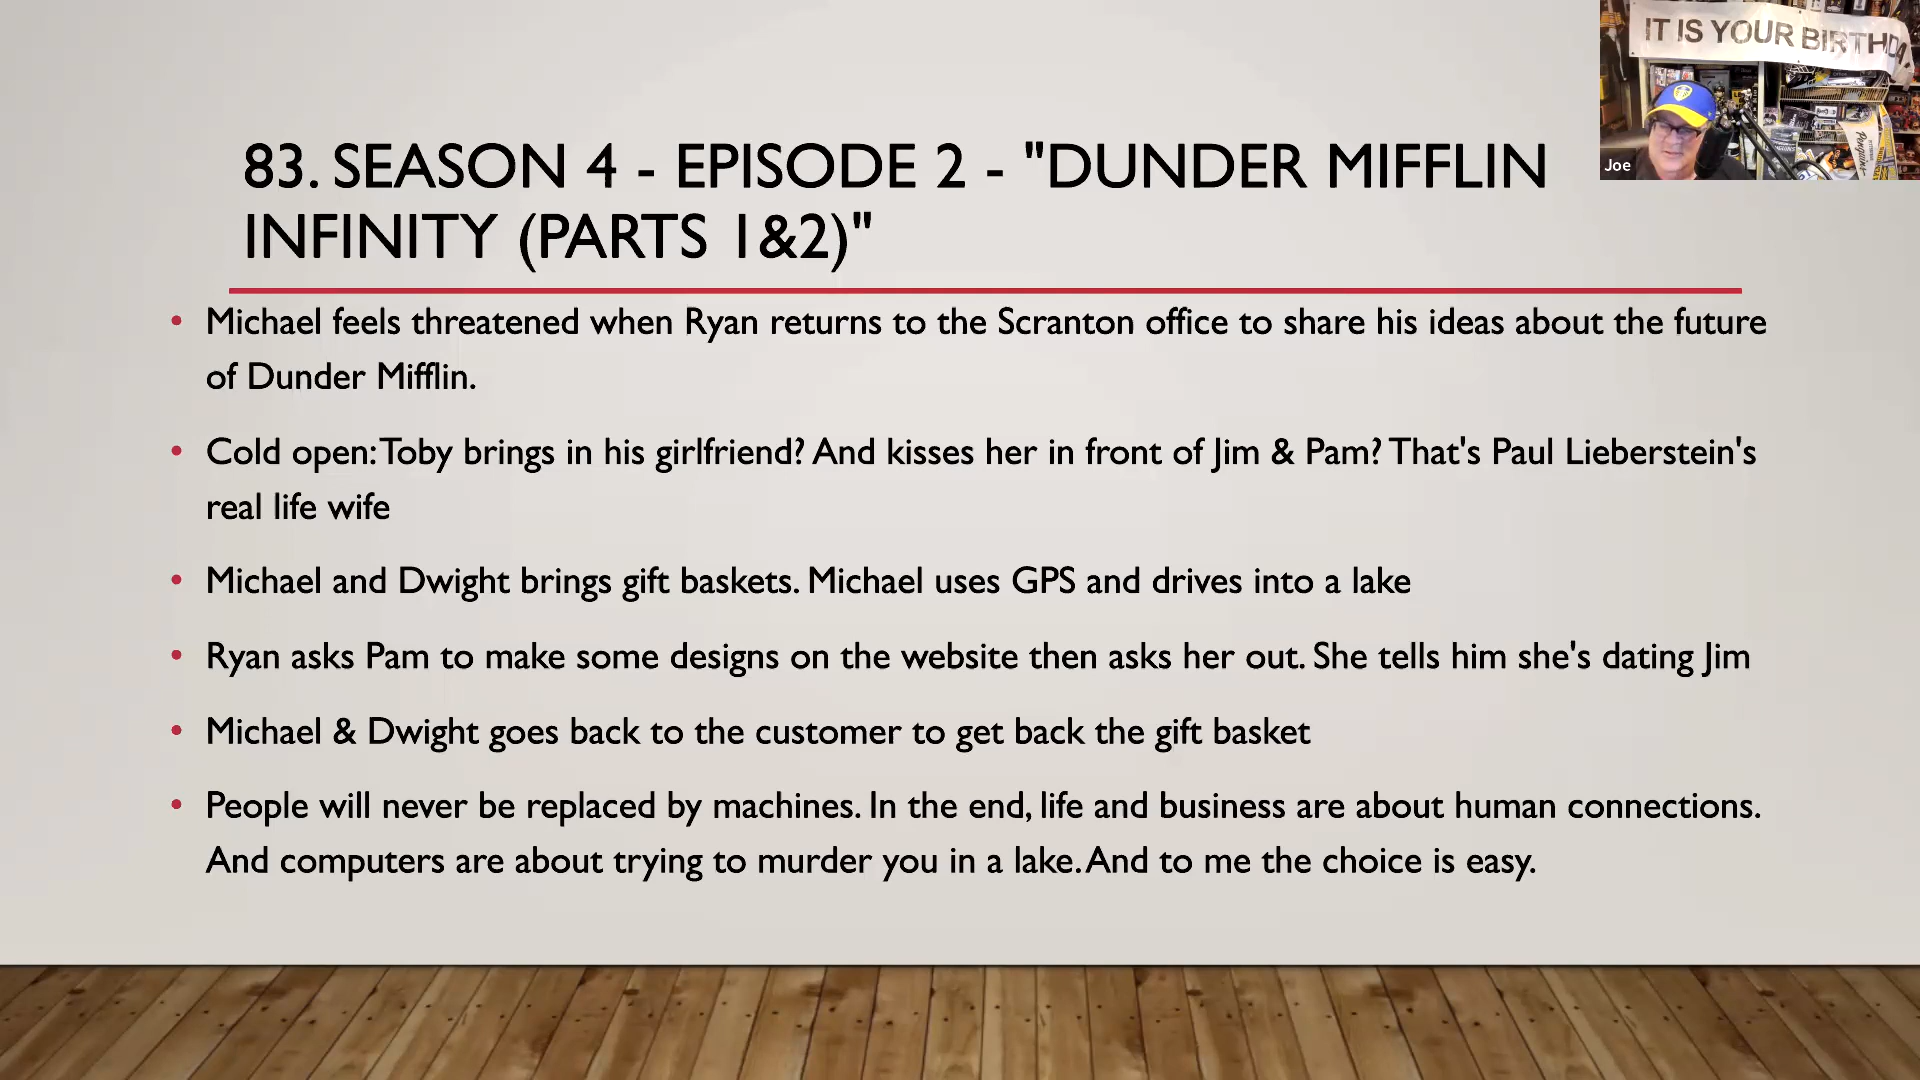 83. SEASON 4 - EPISODE 2 - "DUNDER MIFFLIN
INFINITY (PARTS 1&2)"
IT IS YOUR BIRTHDA
Joe
• Michael feels threatened when Ryan returns to the Scranton office to share his ideas about the future
of Dunder Mifflin.
• Cold open: Toby brings in his girlfriend? And kisses her in front of Jim & Pam? That's Paul Lieberstein's
real life wife
• Michael and Dwight brings gift baskets. Michael uses GPS and drives into a lake
• Ryan asks Pam to make some designs on the website then asks her out. She tells him she's dating Jim
• Michael & Dwight goes back to the customer to get back the gift basket
• People will never be replaced by machines. In the end, life and business are about human connections.
And computers are about trying to murder you in a lake. And to me the choice is easy.